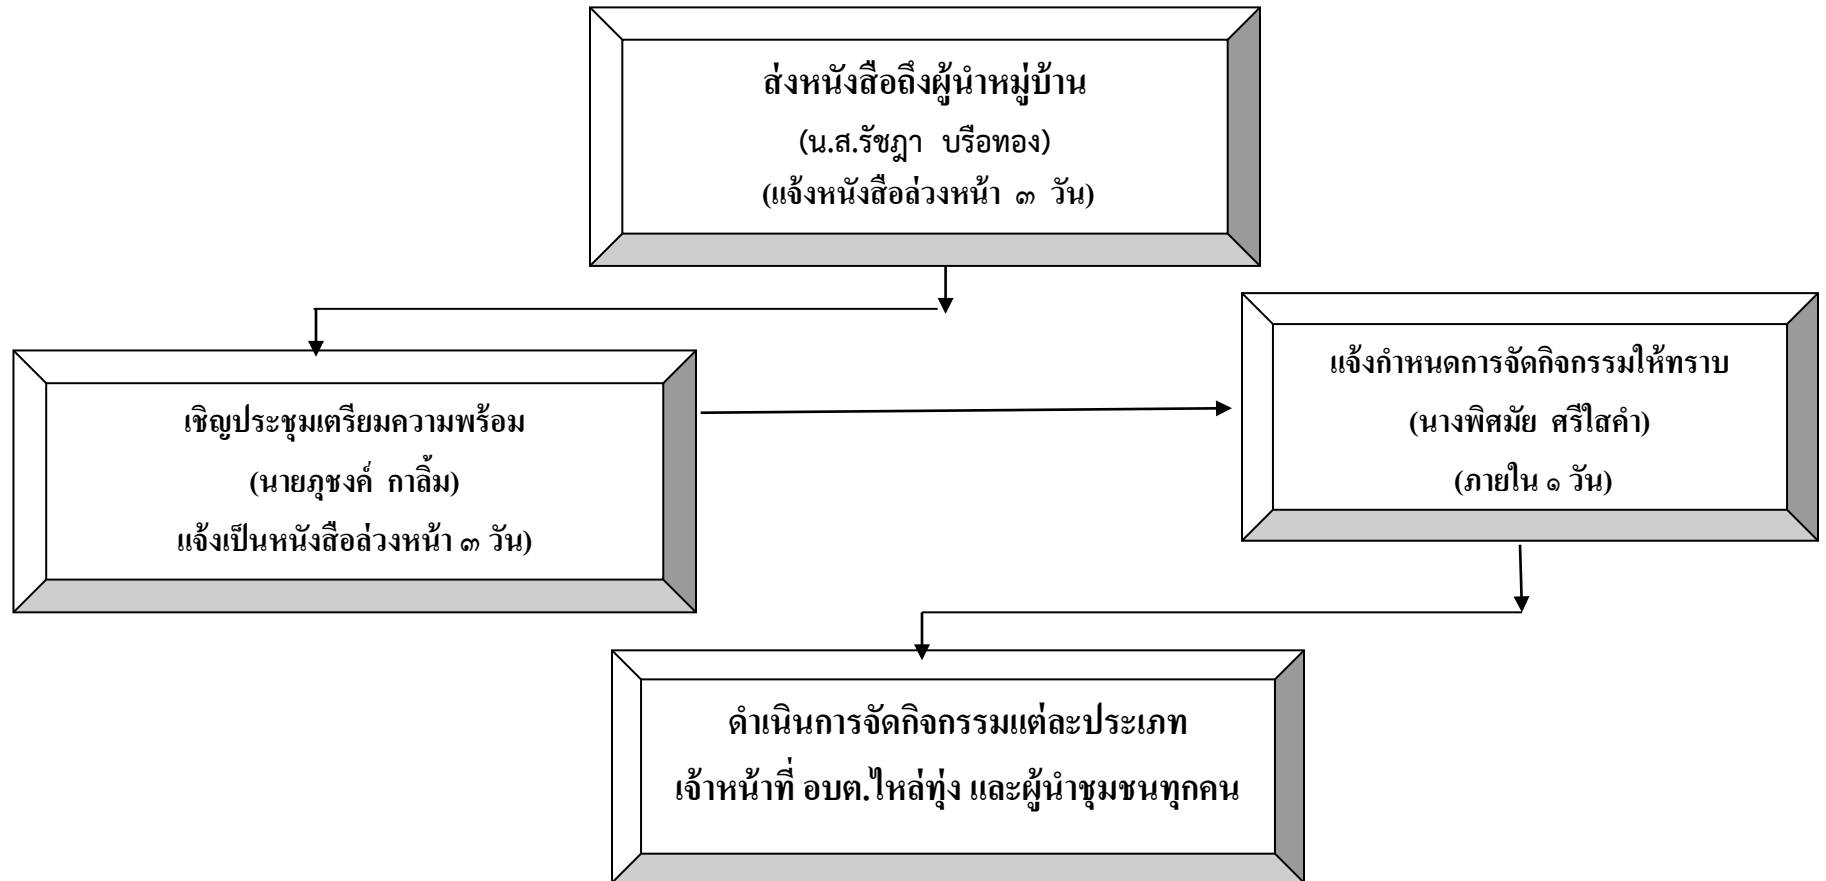 ส่งหนังสือถึงผู้นำหมู่บ้าน
(น.ส.รัชฎา บรือทอง)
(แจ้งหนังสือล่วงหน้า ๓ วัน)
เชิญประชุมเตรียมความพร้อม
(นายภุชงค์ กาลิ้ม)
แจ้งเป็นหนังสือล่วงหน้า ๓ วัน)
แจ้งกำหนดการจัดกิจกรรมให้ทราบ
(นางพิศมัย ศรีใสคำ)
(ภายใน ๑ วัน)
ดำเนินการจัดกิจกรรมแต่ละประเภท
เจ้าหน้าที่ อบต.ไหล่ทุ่ง และผู้นำชุมชนทุกคน